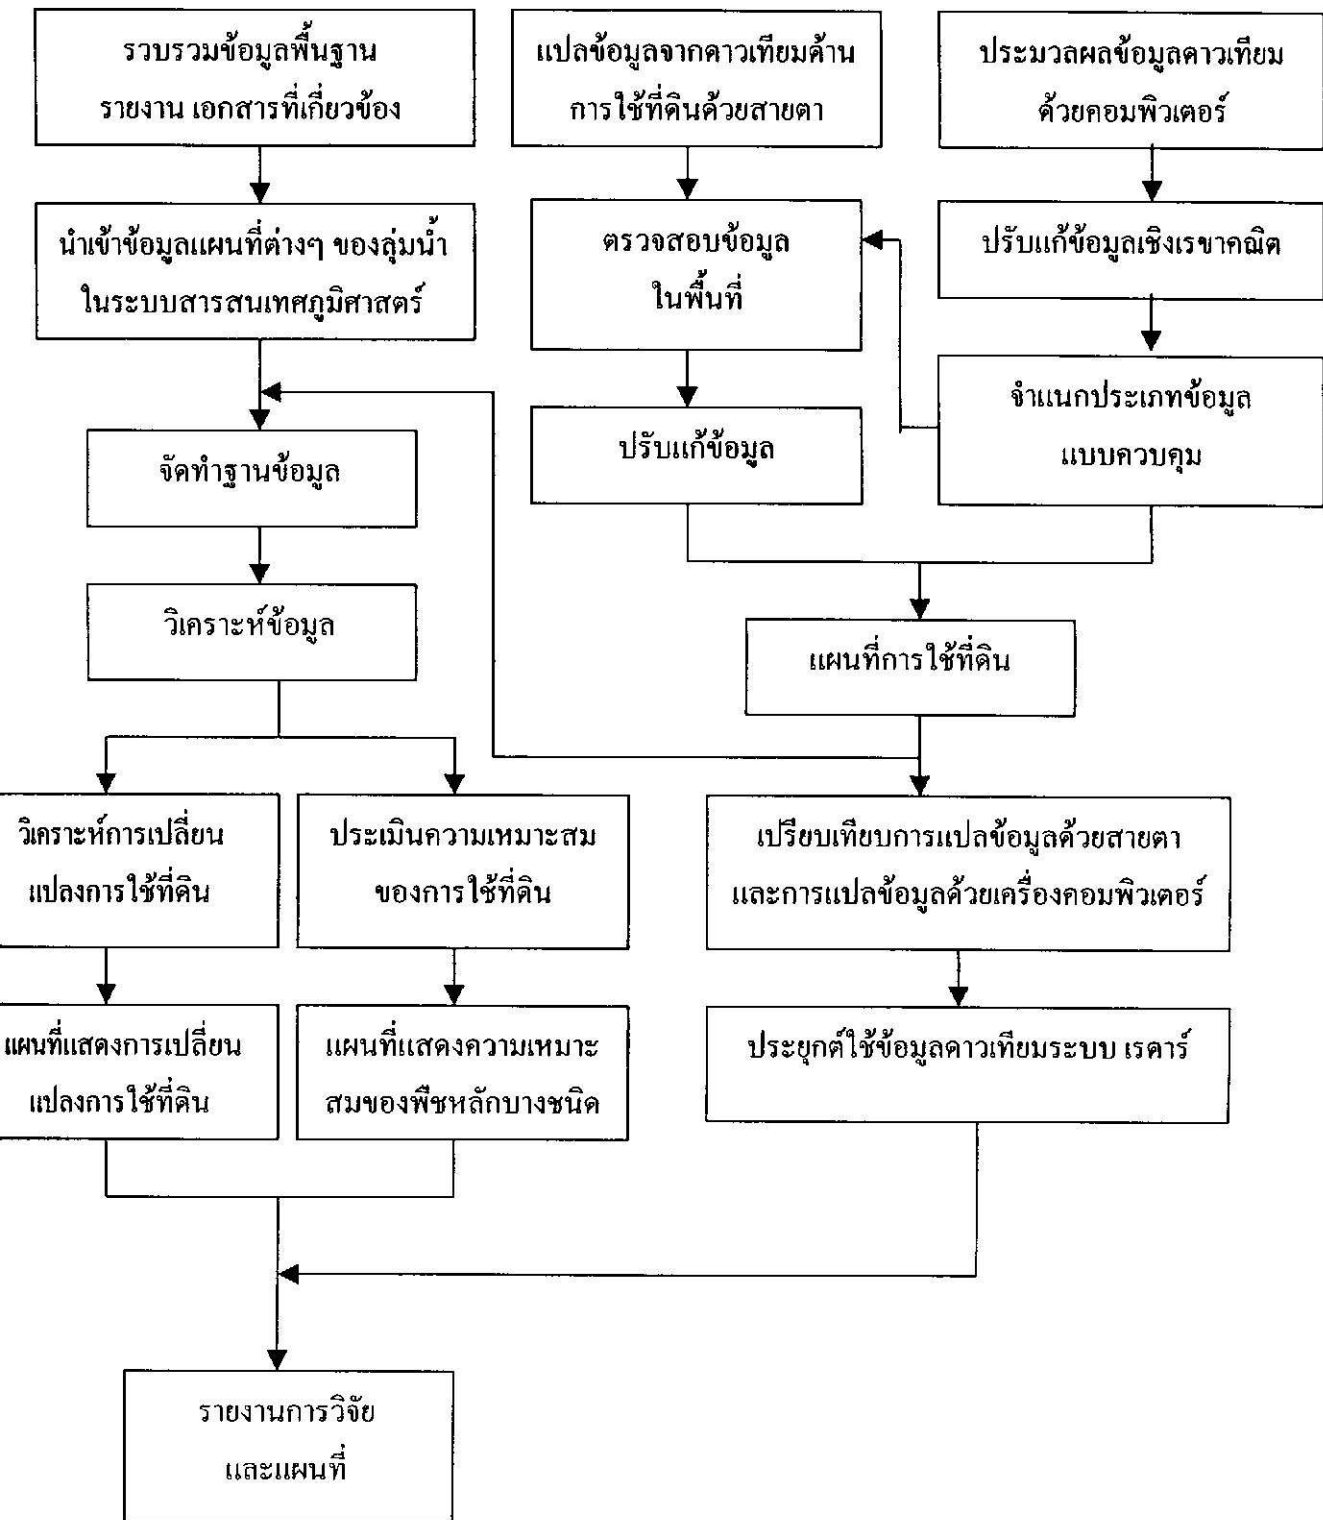 รวบรวมข้อมูลพื้นฐาน
รายงาน เอกสารที่เกี่ยวข้อง
แปลข้อมูลจากดาวเทียมด้าน
การใช้ที่ดินด้วยสายตา
ประมวลผลข้อมูลดาวเทียม
ด้วยคอมพิวเตอร์
นำเข้าข้อมูลแผนที่ต่างๆ ของลุ่มน้ำ
ในระบบสารสนเทศภูมิศาสตร์
ตรวจสอบข้อมูล
ในพื้นที่
ปรับแก้ข้อมูลเชิงเรขาคณิต
จำแนกประเภทข้อมูล
แบบควบคุม
จัดทำฐานข้อมูล
ปรับแก้ข้อมูล
วิเคราะห์ข้อมูล
แผนที่การใช้ที่ดิน
วิเคราะห์การเปลี่ยน
แปลงการใช้ที่ดิน
ประเมินความเหมาะสม
ของการใช้ที่ดิน
เปรียบเทียบการแปลข้อมูลด้วยสายตา
และการแปลข้อมูลด้วยเครื่องคอมพิวเตอร์
แผนที่แสดงการเปลี่ยน
แปลงการใช้ที่ดิน
แผนที่แสดงความเหมาะ
สมของพืชหลักบางชนิด
ประยุกต์ใช้ข้อมูลดาวเทียมระบบ เรดาร์
รายงานการวิจัย
และแผนที่